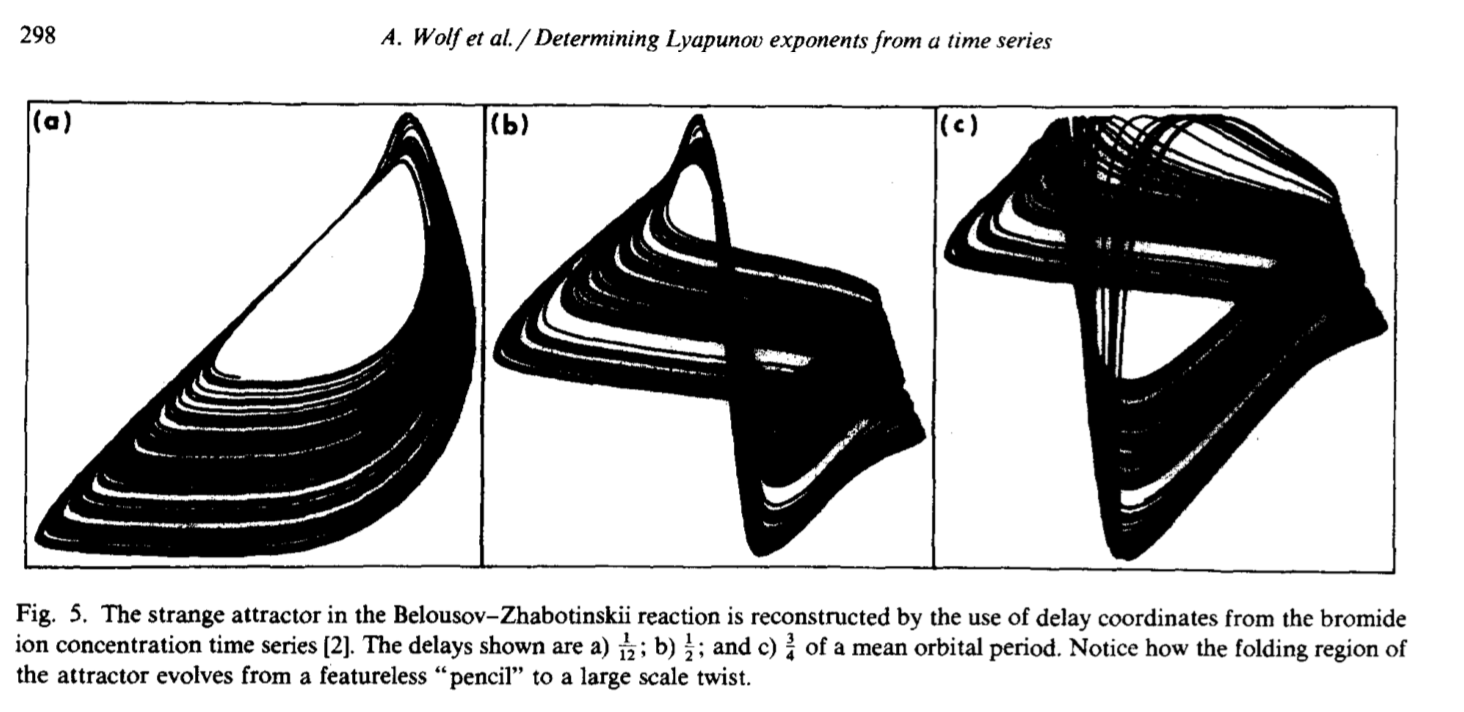 298
A. Wolf et al. / Determining Lyapunov exponents from a time series
(a)
(b)
(c)
Fig. 5. The strange attractor in the Belousov–Zhabotinskii reaction is reconstructed by the use of delay coordinates from the bromide
ion concentration time series [2]. The delays shown are a) 1/12; b) 1/2; and c) 3/4 of a mean orbital period. Notice how the folding region of
the attractor evolves from a featureless “pencil” to a large scale twist.